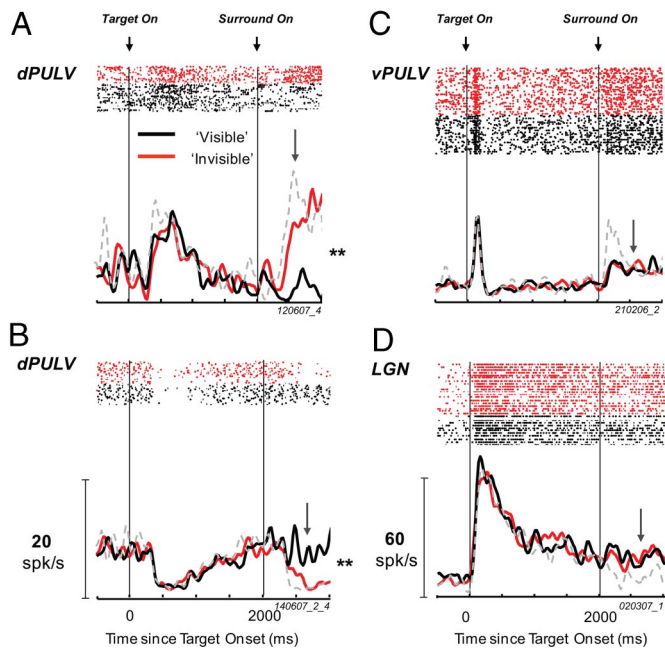 A
Target On
Surround On
dPULV
'Visible'
'Invisible'
**
120607_4
B
dPULV
20
spk/s
**
140607_2_4
0
2000
Time since Target Onset (ms)
C
Target On
Surround On
vPULV
210206_2
D
LGN
60
spk/s
020307_1
0
2000
Time since Target Onset (ms)